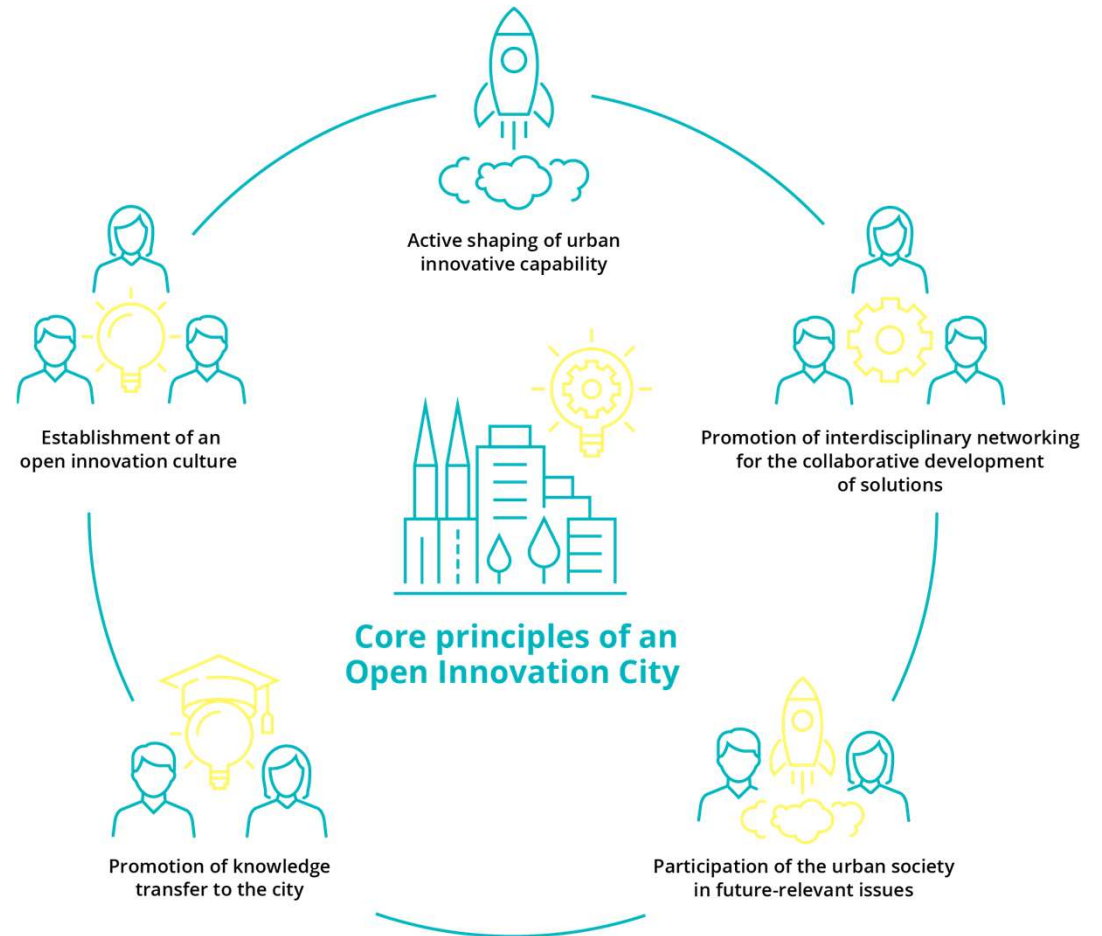 Active shaping of urban
innovative capability
Establishment of an
open innovation culture
Promotion of interdisciplinary networking
for the collaborative development
of solutions
Core principles of an
Open Innovation City
Promotion of knowledge
transfer to the city
Participation of the urban society
in future-relevant issues